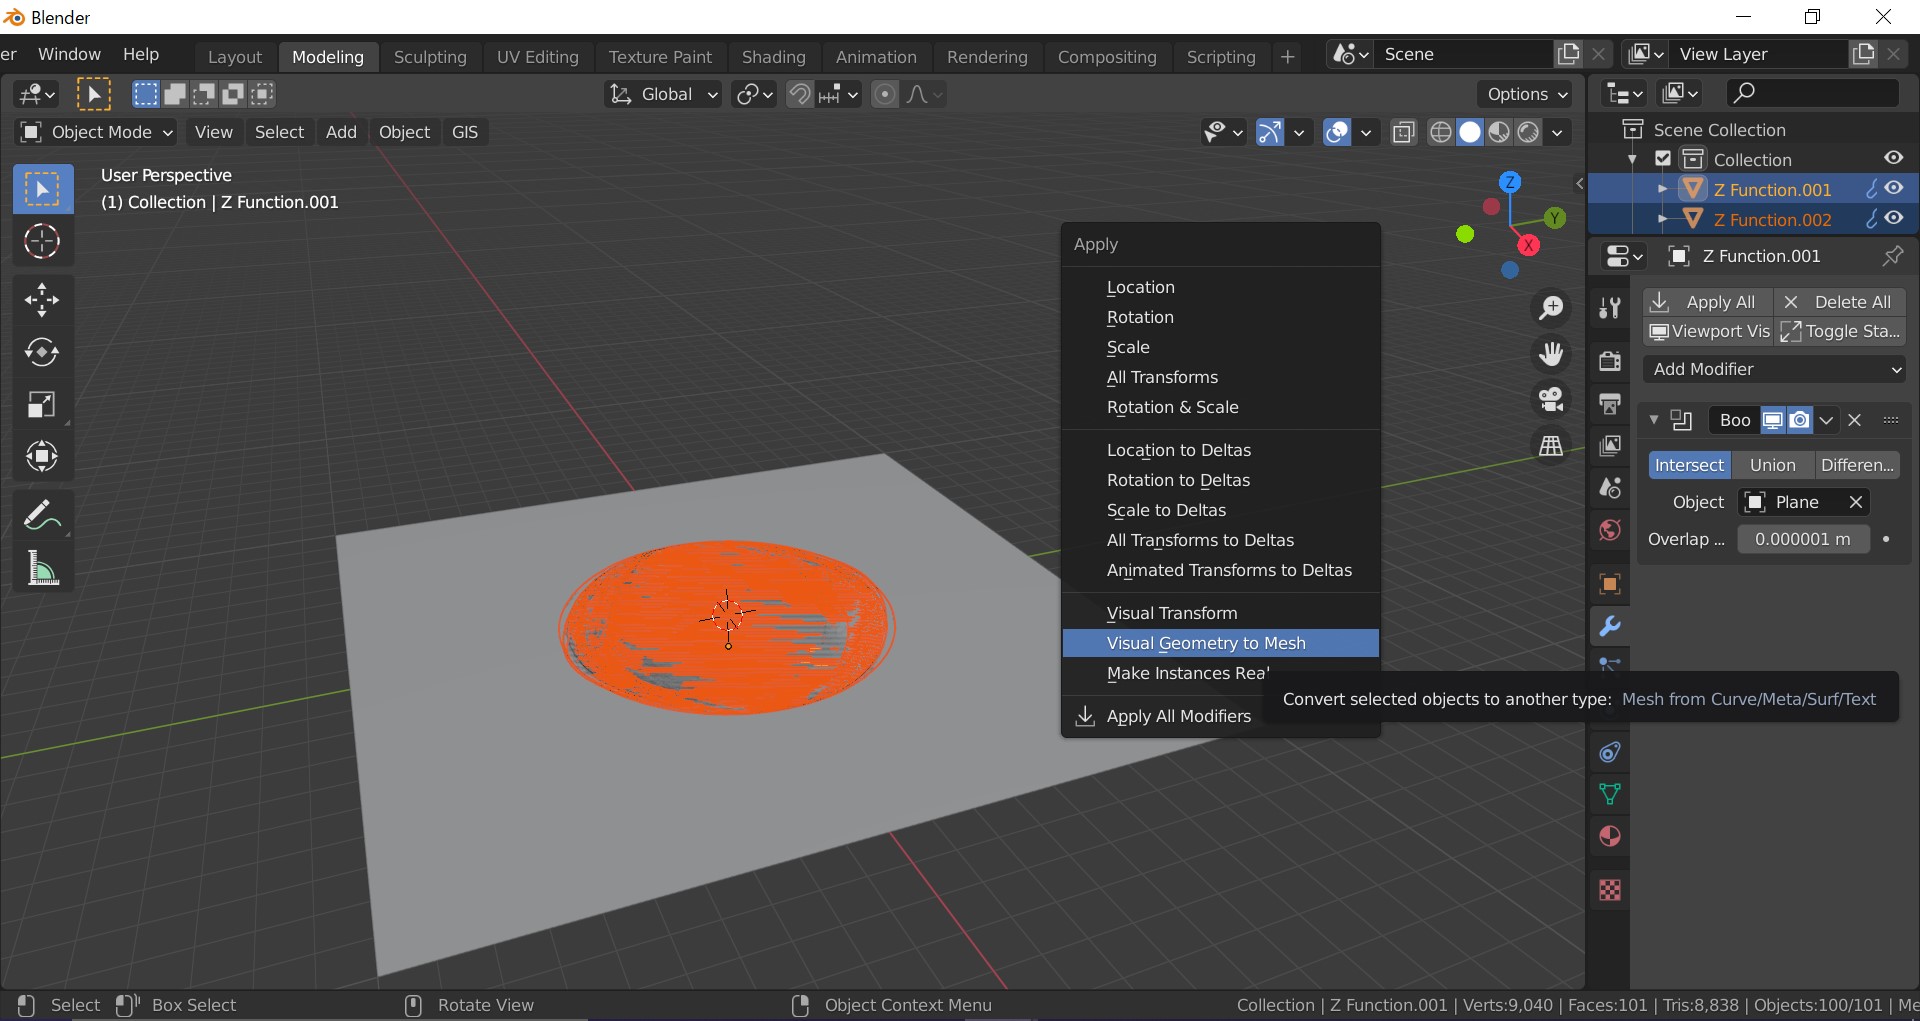 Blender
er Window Help Layout Modeling Sculpting UV Editing Texture Paint Shading Animation Rendering Compositing Scripting + Scene View Layer
Global Options
Object Mode View Select Add Object GIS
User Perspective
(1) Collection | Z Function.001
Z
Y
X
Scene Collection
Collection
Z Function.001
Z Function.002
Z Function.001
Apply All Delete All
Viewport Vis Toggle Sta...
Add Modifier
Boo
Intersect Union Differen...
Object Plane
Overlap ... 0.000001 m
Apply
Location
Rotation
Scale
All Transforms
Rotation & Scale
Location to Deltas
Rotation to Deltas
Scale to Deltas
All Transforms to Deltas
Animated Transforms to Deltas
Visual Transform
Visual Geometry to Mesh
Make Instances Real
Apply All Modifiers
Convert selected objects to another type: Mesh from Curve/Meta/Surf/Text
Select Box Select Rotate View Object Context Menu Collection | Z Function.001 | Verts:9,040 | Faces:101 | Tris:8,838 | Objects:100/101 | Me